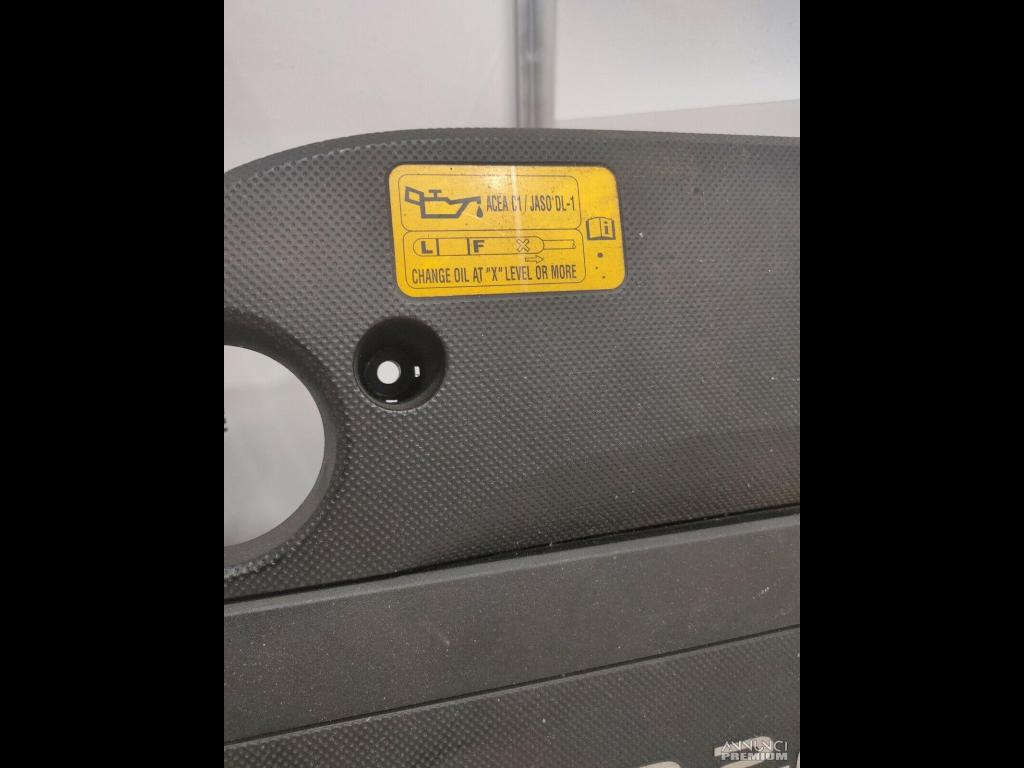 ACEA C1 / JASO DL-1
L F X
CHANGE OIL AT "X" LEVEL OR MORE
ANNUNCI
PREMIUM